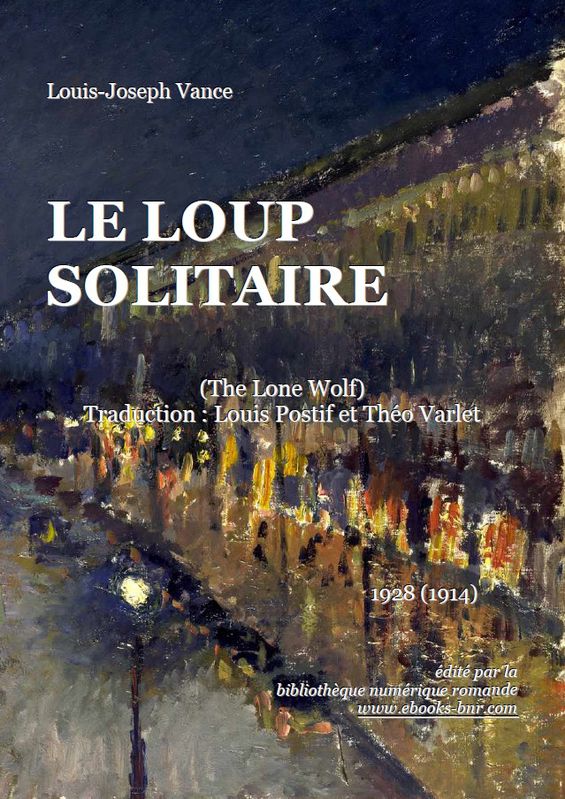 Louis-Joseph Vance
LE LOUP
SOLITAIRE
(The Lone Wolf)
Traduction : Louis Postif et Théo Varlet
1928 (1914)
édité par la
bibliothèque numérique romande
www.ebooks-bnr.com